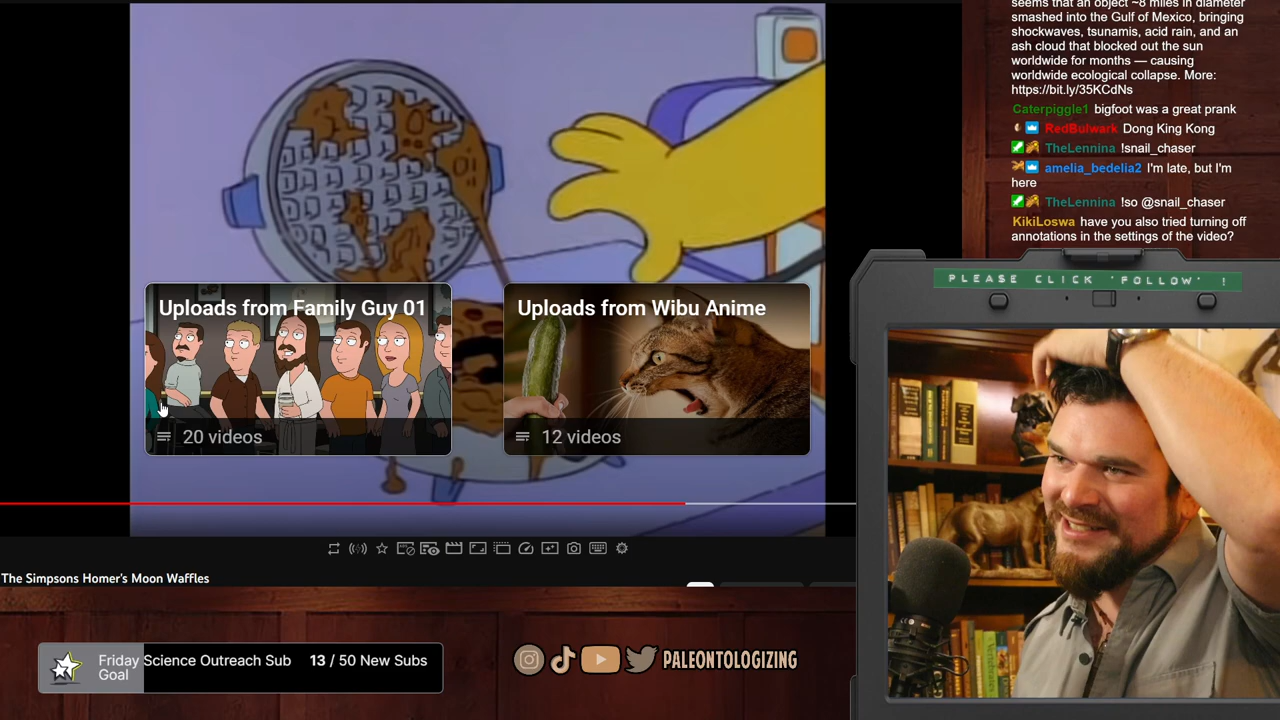 Uploads from Family Guy 01
20 videos
Uploads from Wibu Anime
12 videos
The Simpsons Homer's Moon Waffles
Friday Science Outreach Sub
Goal
13 / 50 New Subs
PALEONTOLOGIZING
seems that an object ~8 miles in diameter
smashed into the Gulf of Mexico, bringing
shockwaves, tsunamis, acid rain, and an
ash cloud that blocked out the sun
worldwide for months — causing
worldwide ecological collapse. More:
https://bit.ly/35KCdNs
Caterpiggle1 bigfoot was a great prank
RedBulwark Dong King Kong
TheLennina !snail_chaser
amelia_bedelia2 I'm late, but I'm
here
TheLennina !so @snail_chaser
KikiLoswa have you also tried turning off
annotations in the settings of the video?
PLEASE CLICK 'FOLLOW' !